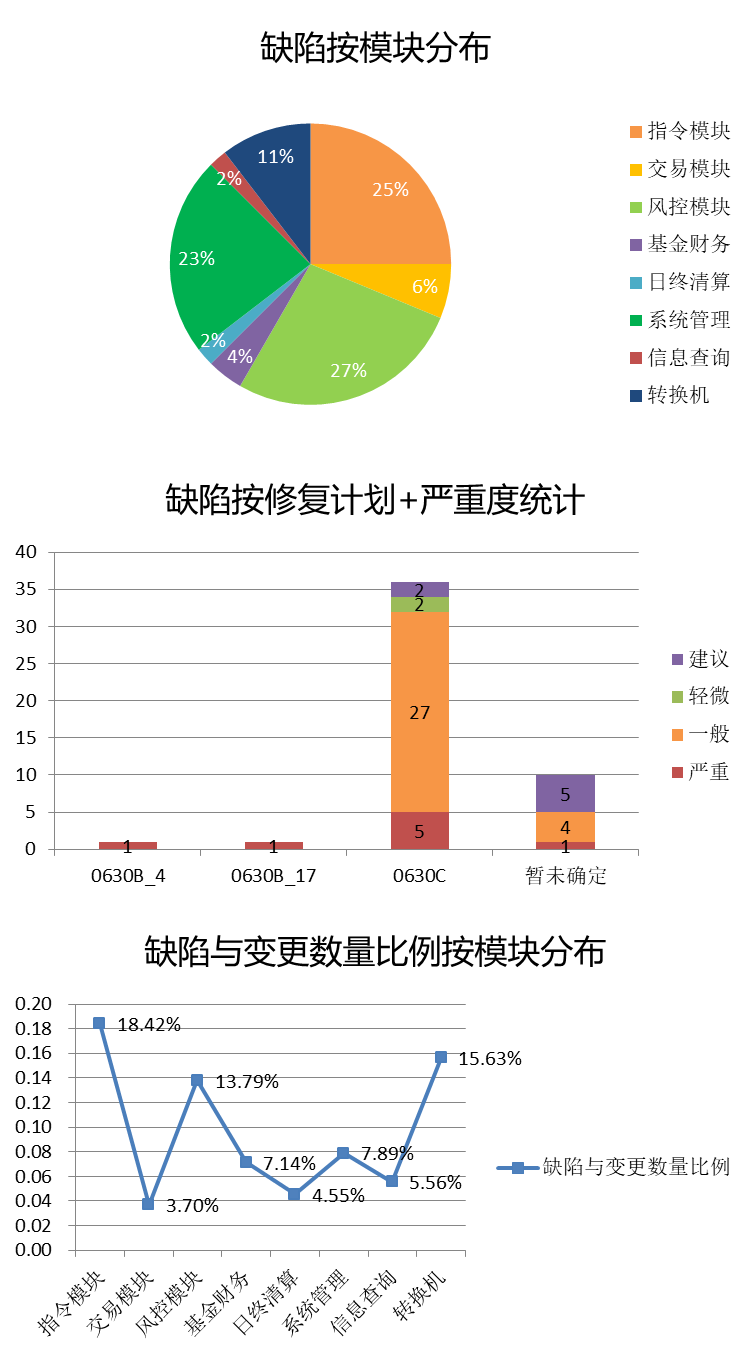 缺陷按模块分布
25%
6%
27%
4%
2%
23%
2%
11%
指令模块
交易模块
风控模块
基金财务
日终清算
系统管理
信息查询
转换机
缺陷按修复计划+严重度统计
40
35
30
25
20
15
10
5
0
1
1
2
2
27
5
5
4
1
0630B_4
0630B_17
0630C
暂未确定
建议
轻微
一般
严重
缺陷与变更数量比例按模块分布
0.20
0.18
0.16
0.14
0.12
0.10
0.08
0.06
0.04
0.02
0.00
18.42%
3.70%
13.79%
7.14%
4.55%
7.89%
5.56%
15.63%
指令模块
交易模块
风控模块
基金财务
日终清算
系统管理
信息查询
转换机
缺陷与变更数量比例